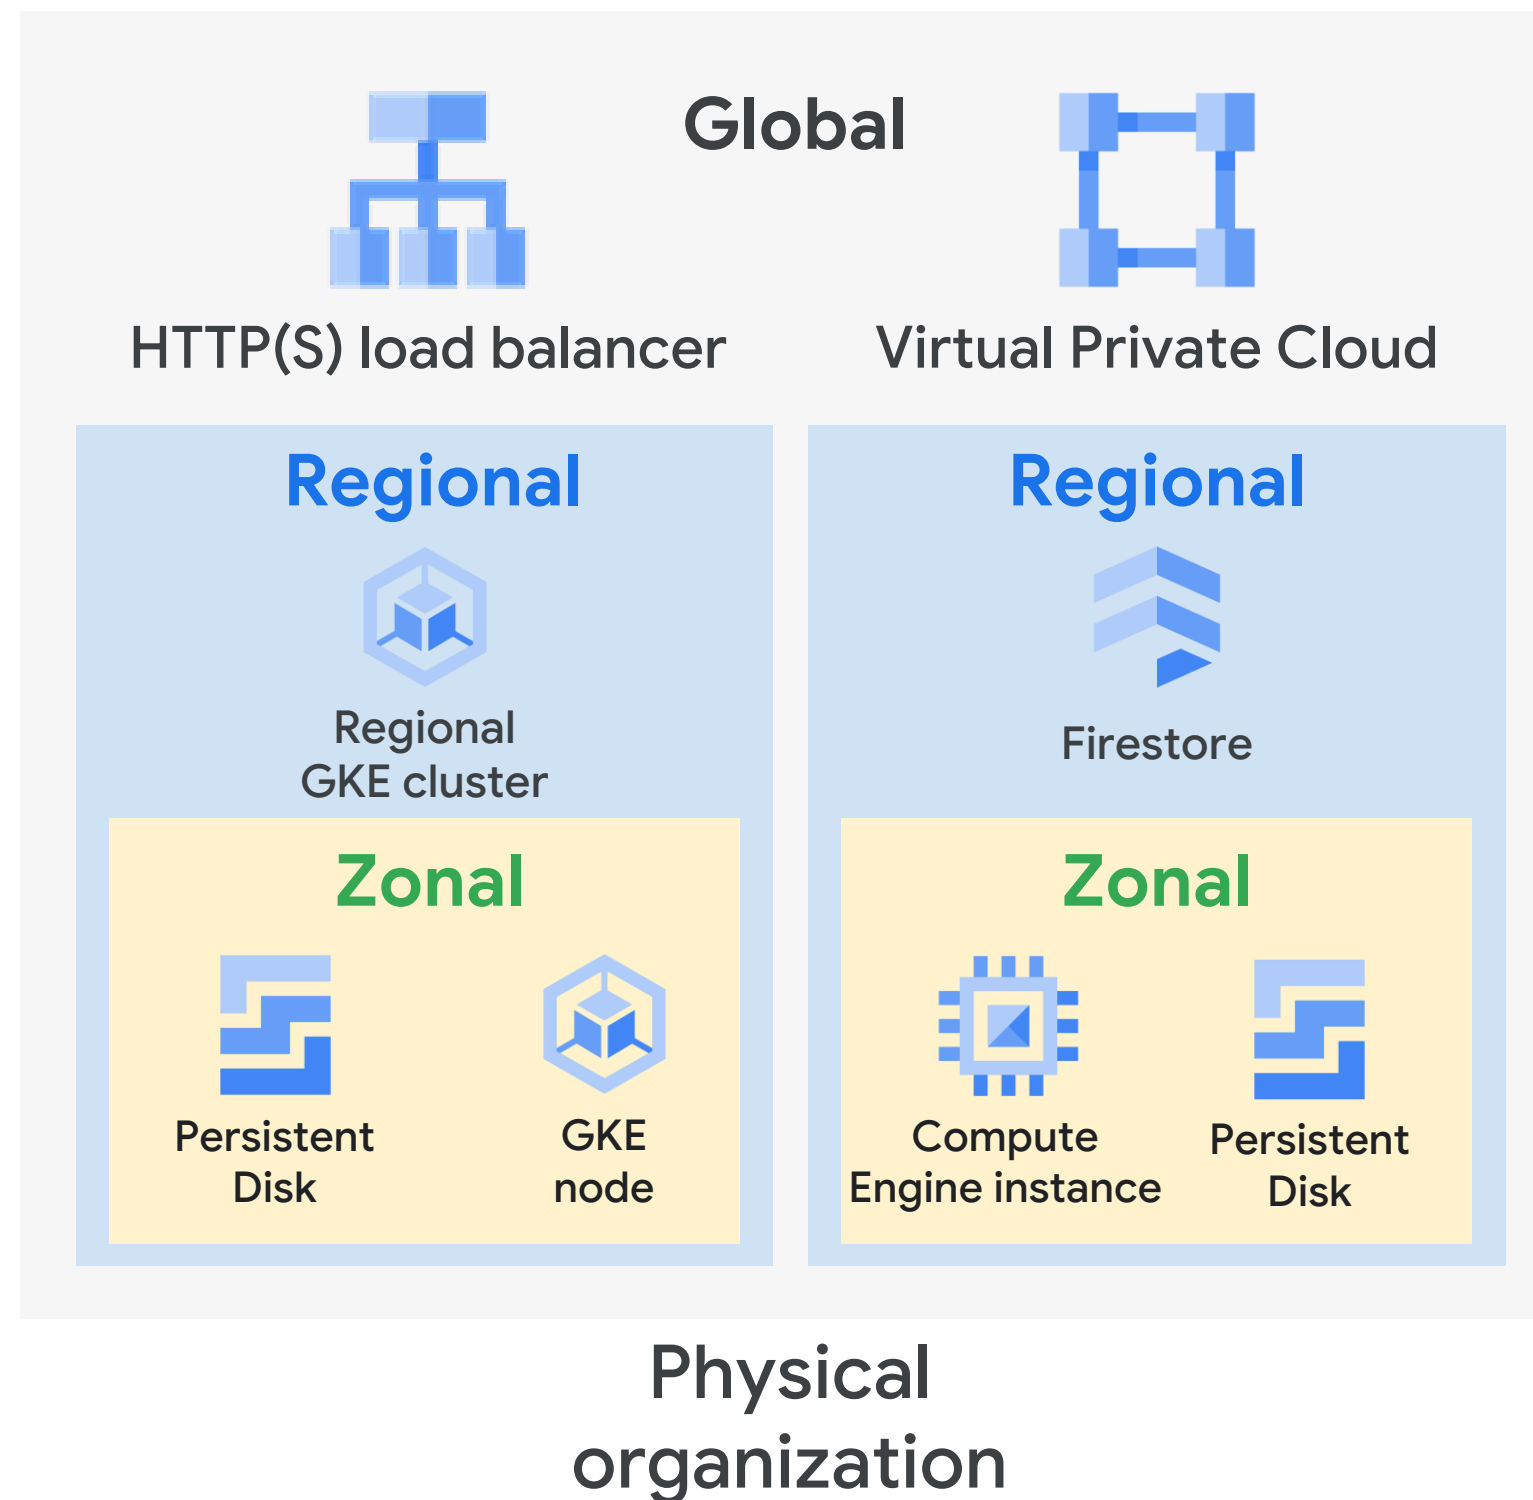 Global
HTTP(S) load balancer
Virtual Private Cloud
Regional
Regional
GKE cluster
Zonal
Persistent
Disk
GKE
node
Regional
Firestore
Zonal
Compute
Engine instance
Persistent
Disk
Physical
organization